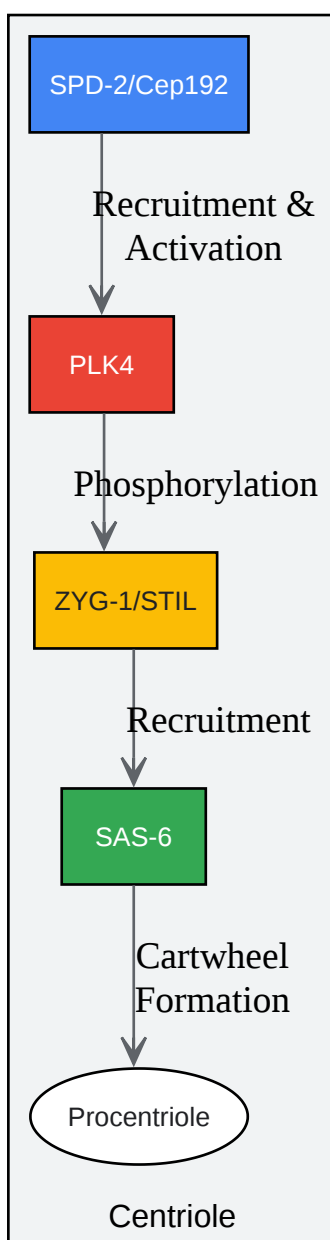 SPD-2/Cep192
Recruitment &
Activation
PLK4
Phosphorylation
ZYG-1/STIL
Recruitment
SAS-6
Cartwheel
Formation
Procentriole
Centriole